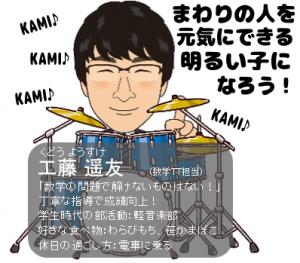 KAMI♪
KAMI♪
KAMI♪
KAMI♪
まわりの人を
元気にできる
明るい子に
なろう！
くどう ようすけ
工藤 遥友 （数学TT担当）
「数学の問題で解けないものはない！」
丁寧な指導で成績向上！
学生時代の部活動：軽音楽部
好きな食べ物：わらびもち、笹かまぼこ
休日の過ごし方：電車に乗る